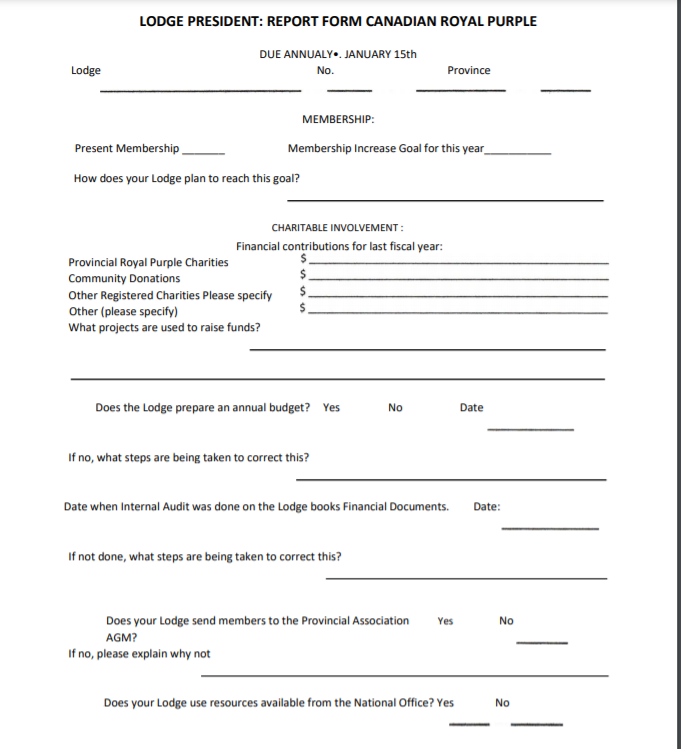 LODGE PRESIDENT: REPORT FORM CANADIAN ROYAL PURPLE
DUE ANNUALY•. JANUARY 15th
Lodge No. Province
MEMBERSHIP:
Present Membership Membership Increase Goal for this year
How does your Lodge plan to reach this goal?
CHARITABLE INVOLVEMENT :
Financial contributions for last fiscal year:
Provincial Royal Purple Charities $
Community Donations $
Other Registered Charities Please specify $
Other (please specify) $
What projects are used to raise funds?
Does the Lodge prepare an annual budget? Yes No Date
If no, what steps are being taken to correct this?
Date when Internal Audit was done on the Lodge books Financial Documents. Date:
If not done, what steps are being taken to correct this?
Does your Lodge send members to the Provincial Association Yes No
AGM?
If no, please explain why not
Does your Lodge use resources available from the National Office? Yes No